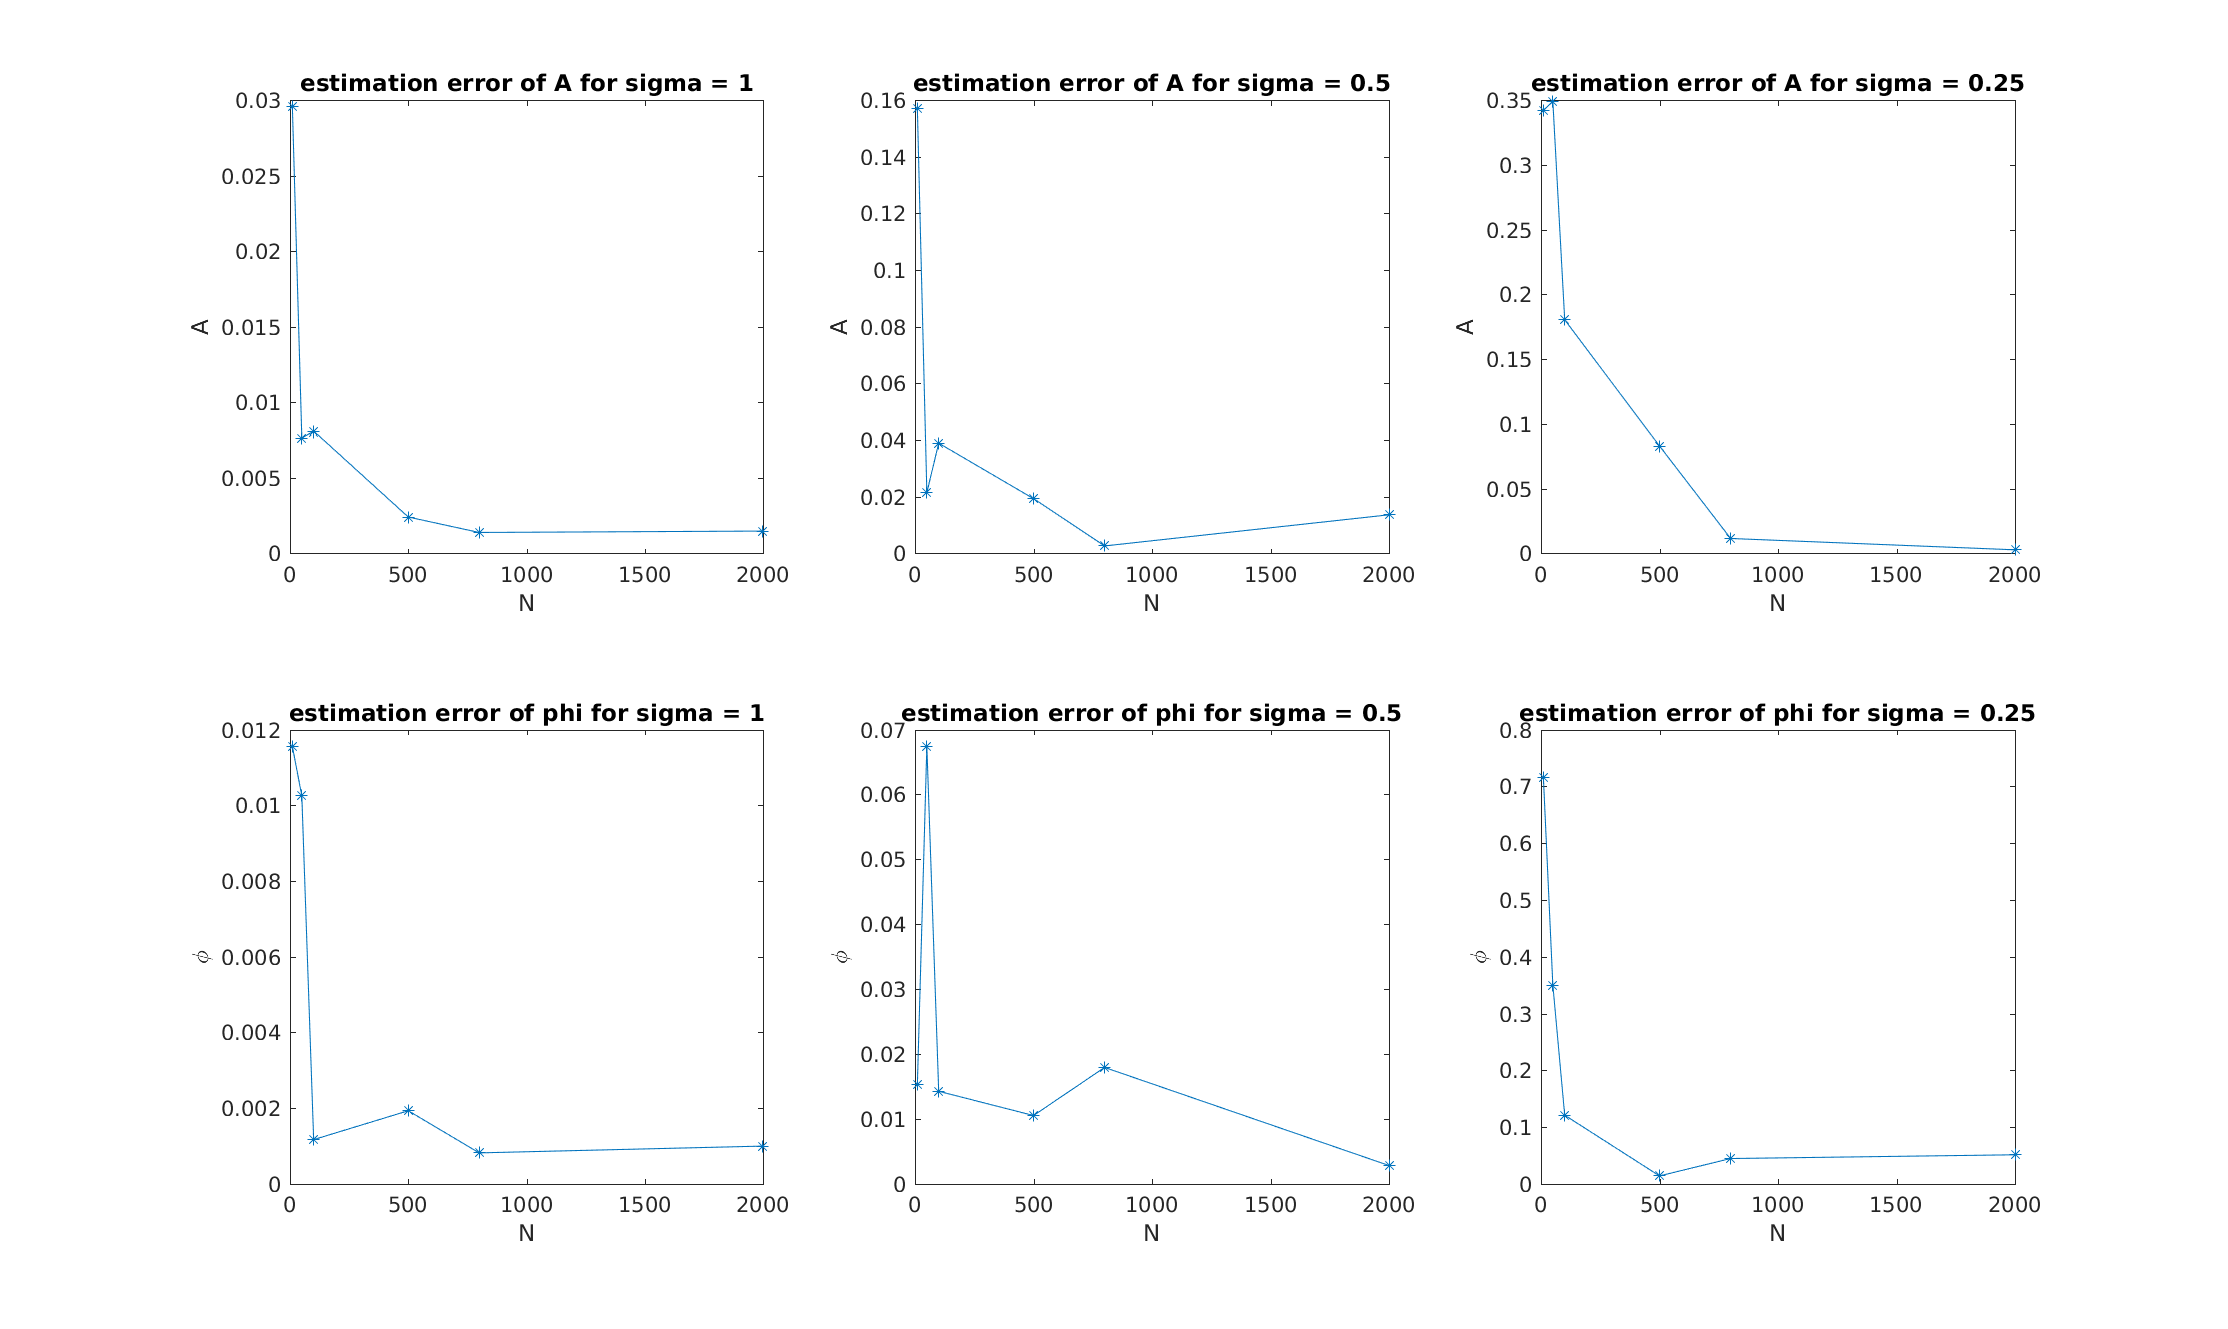 estimation error of A for sigma = 1
0.03
0.025
0.02
0.015
0.01
0.005
0
A
0 500 1000 1500 2000
N
estimation error of A for sigma = 0.5
0.16
0.14
0.12
0.1
0.08
0.06
0.04
0.02
0
A
0 500 1000 1500 2000
N
estimation error of A for sigma = 0.25
0.35
0.3
0.25
0.2
0.15
0.1
0.05
0
A
0 500 1000 1500 2000
N
estimation error of phi for sigma = 1
0.012
0.01
0.008
0.006
0.004
0.002
0
ϕ
0 500 1000 1500 2000
N
estimation error of phi for sigma = 0.5
0.07
0.06
0.05
0.04
0.03
0.02
0.01
0
ϕ
0 500 1000 1500 2000
N
estimation error of phi for sigma = 0.25
0.8
0.7
0.6
0.5
0.4
0.3
0.2
0.1
0
ϕ
0 500 1000 1500 2000
N